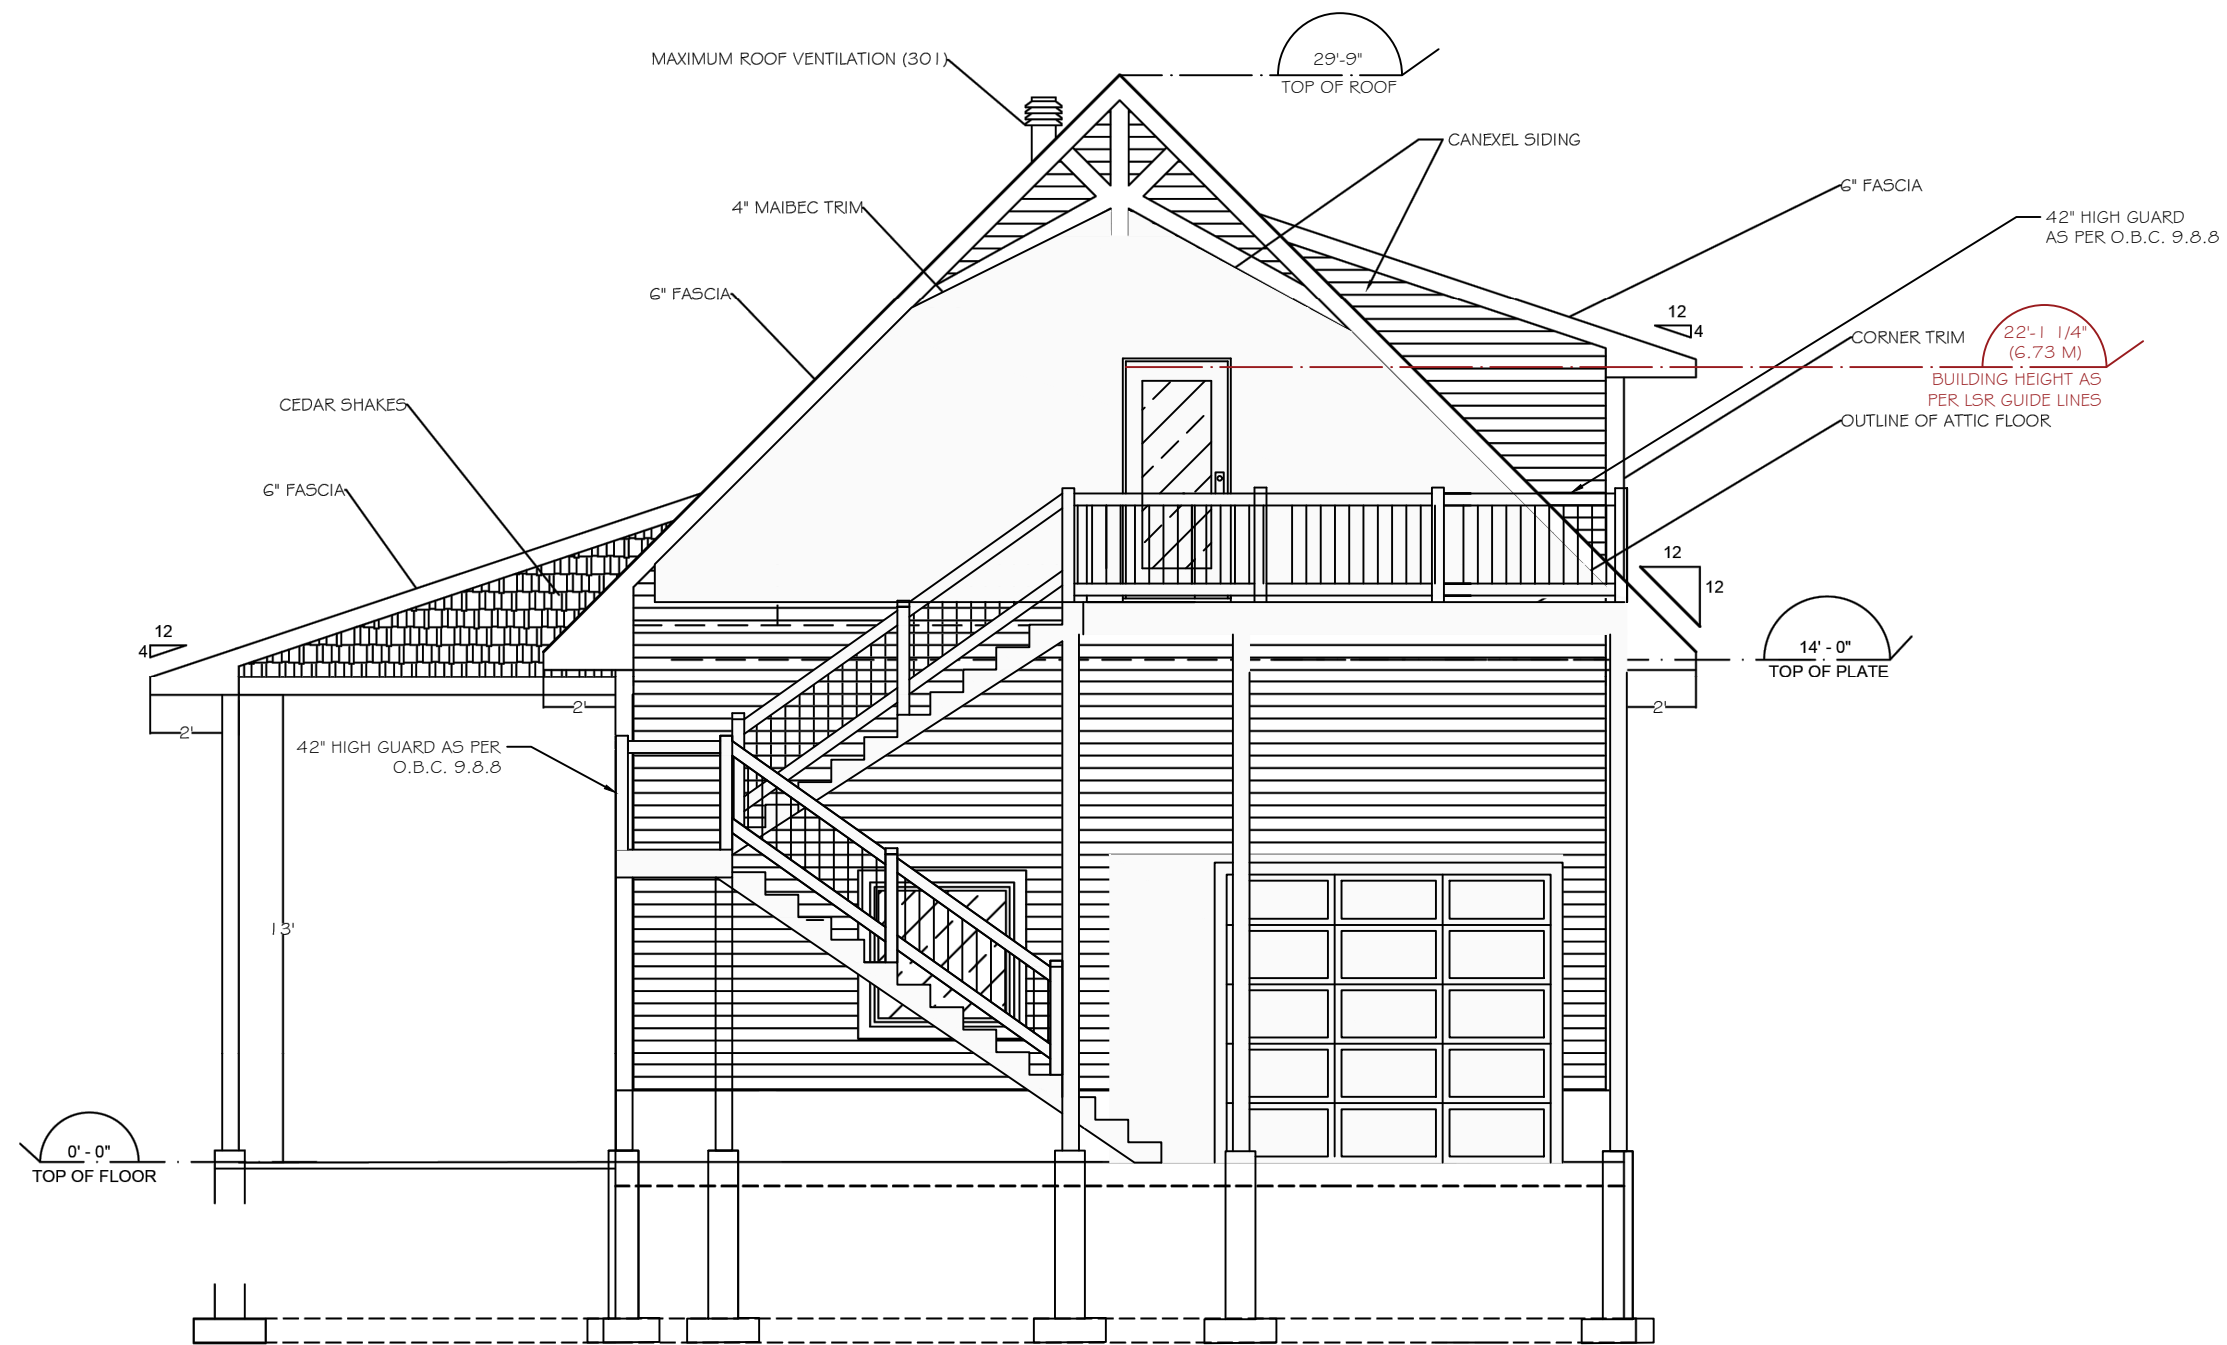 MAXIMUM ROOF VENTILATION (301)
29'-9"
TOP OF ROOF
CANEXEL SIDING
6" FASCIA
4" MAIBEC TRIM
42" HIGH GUARD
AS PER O.B.C. 9.8.8
6" FASCIA
12
4
22'-1 1/4"
(6.73 M)
CORNER TRIM
BUILDING HEIGHT AS
PER LSR GUIDE LINES
CEDAR SHAKES
OUTLINE OF ATTIC FLOOR
6" FASCIA
12
12
12
4
14' - 0"
TOP OF PLATE
2'
2'
2'
42" HIGH GUARD AS PER
O.B.C. 9.8.8
13'
0' - 0"
TOP OF FLOOR